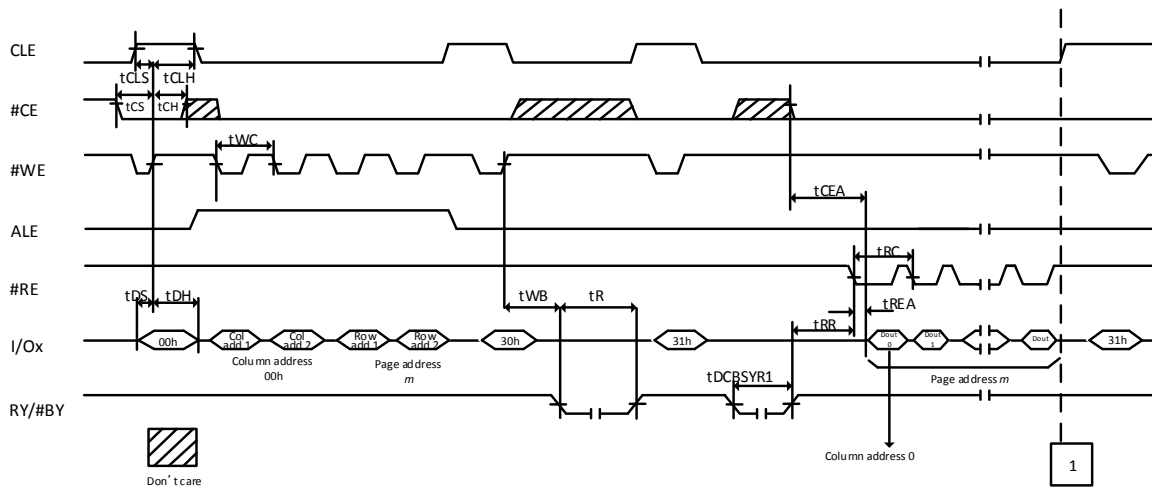 CLE
tCLS tCLH
#CE
tCS tCH
tWC
#WE
tCEA
ALE
tRC
#RE
tDS tDH
tWB tR
tREA
tRR
I/Ox
00h
Col add.1
Col add.2
Row add.1
Row add.2
30h
31h
Dout 0
Dout 1
Dout
31h
Column address
00h
Page address
m
tDCBSYR1
Page address m
RY/#BY
Column address 0
1
Don't care